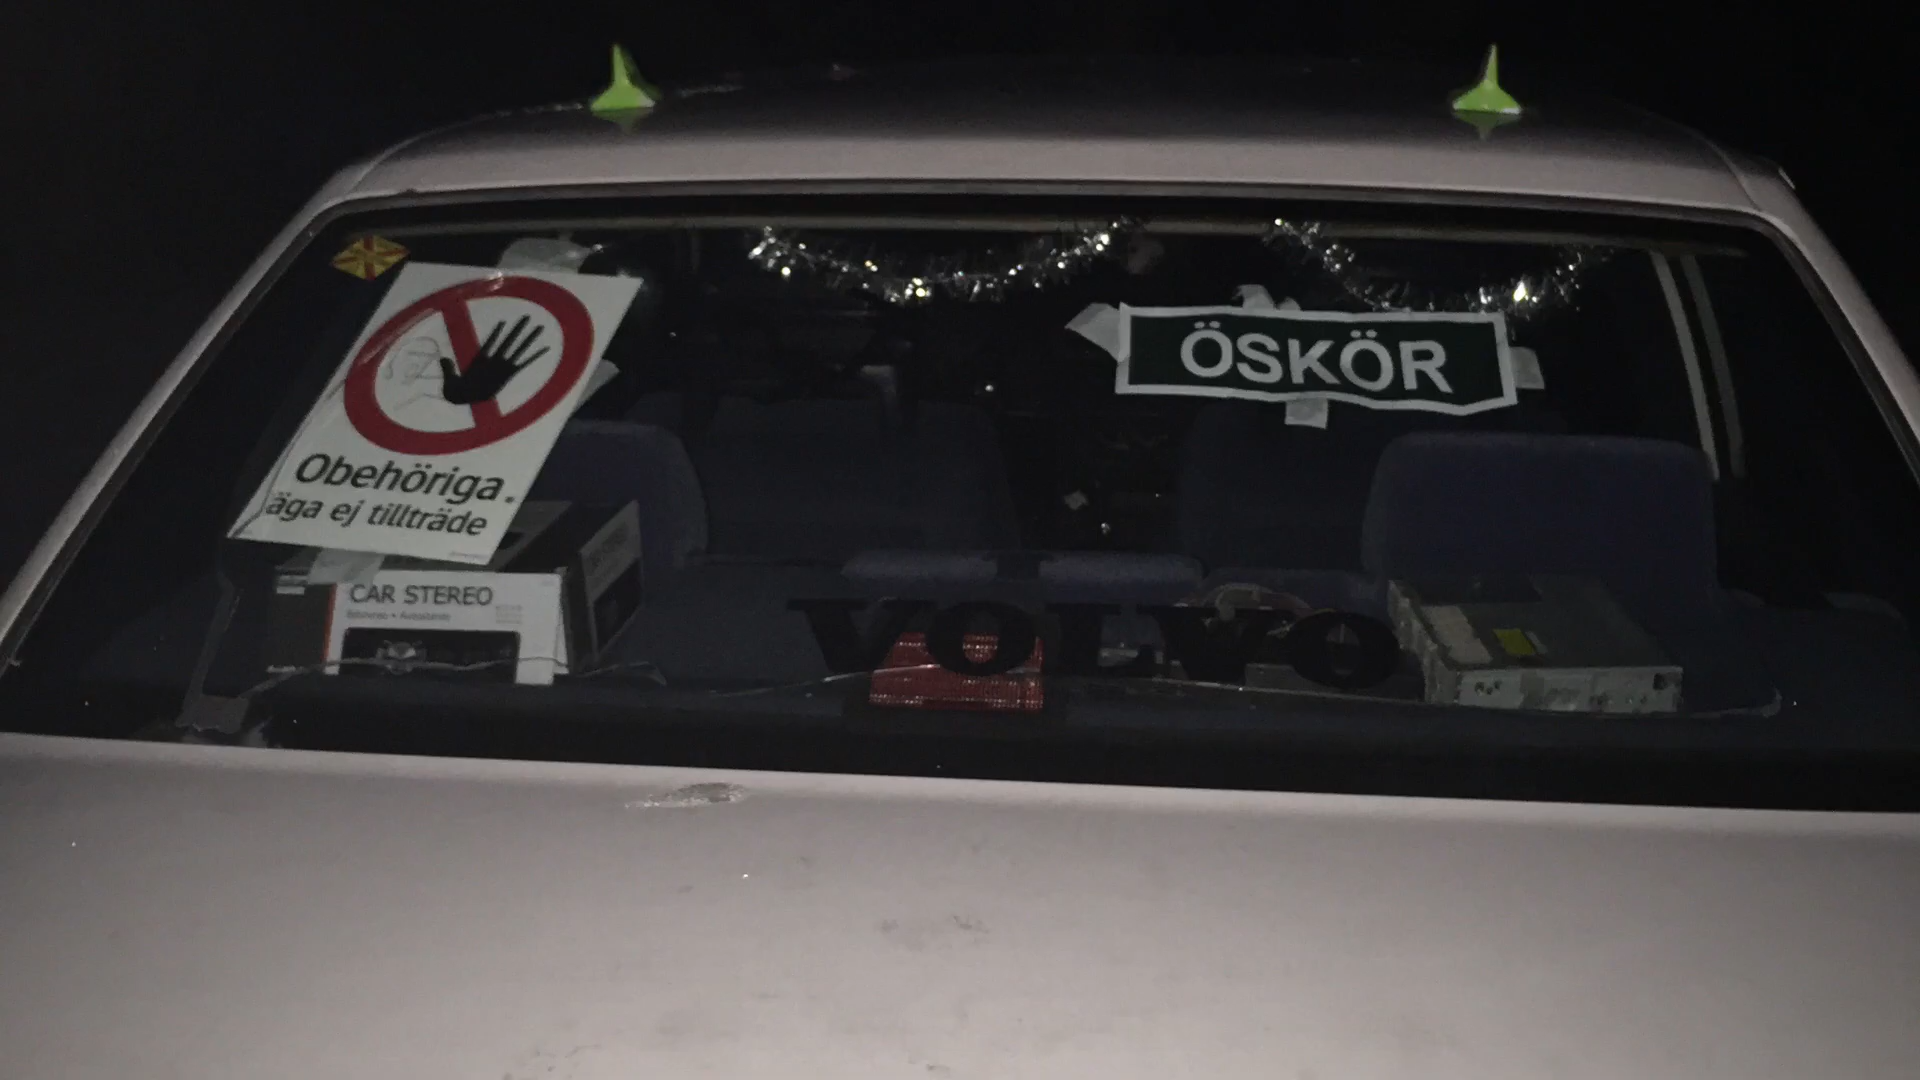 Obehöriga.
äga ej tillträde
ÖSKÖR
CAR STEREO
VOLVO